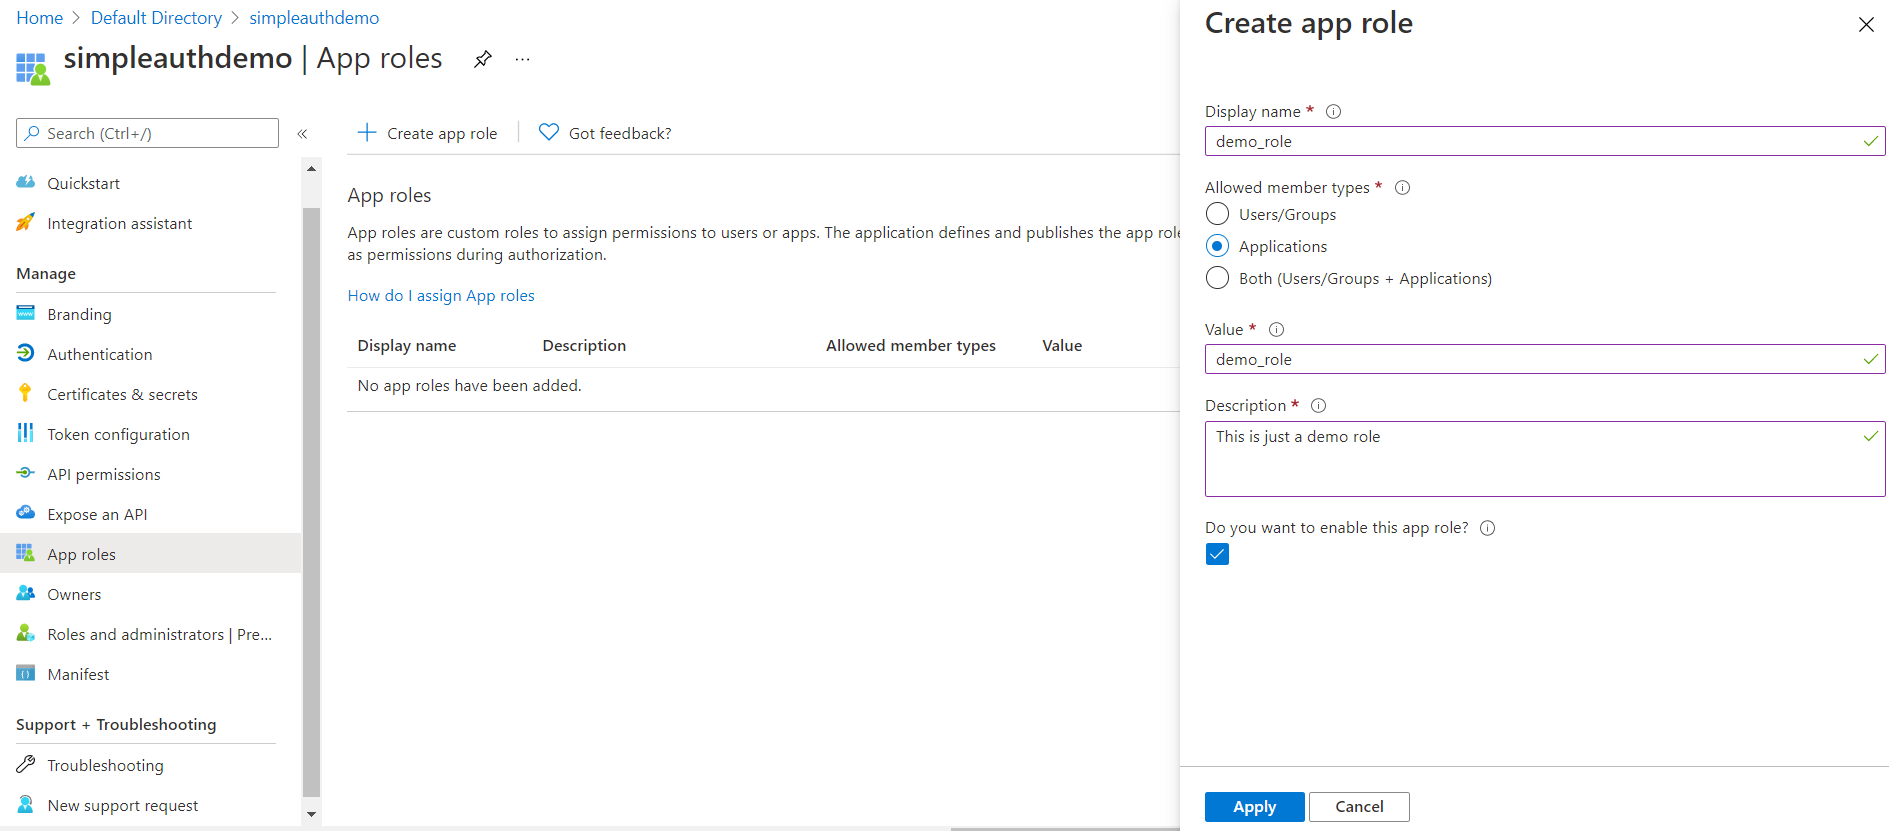 Home > Default Directory > simpleauthdemo
simpleauthdemo | App roles ...
Search (Ctrl+/)
«
Quickstart
Integration assistant
Manage
Branding
Authentication
Certificates & secrets
Token configuration
API permissions
Expose an API
App roles
Owners
Roles and administrators | Pre...
Manifest
Support + Troubleshooting
Troubleshooting
New support request
Create app role
Got feedback?
App roles
App roles are custom roles to assign permissions to users or apps. The application defines and publishes the app
as permissions during authorization.
How do I assign App roles
Display name Description Allowed member types Value
No app roles have been added.
Create app role
Display name *
demo_role
Allowed member types *
Users/Groups
Applications
Both (Users/Groups + Applications)
Value *
demo_role
Description *
This is just a demo role
Do you want to enable this app role?
Apply Cancel